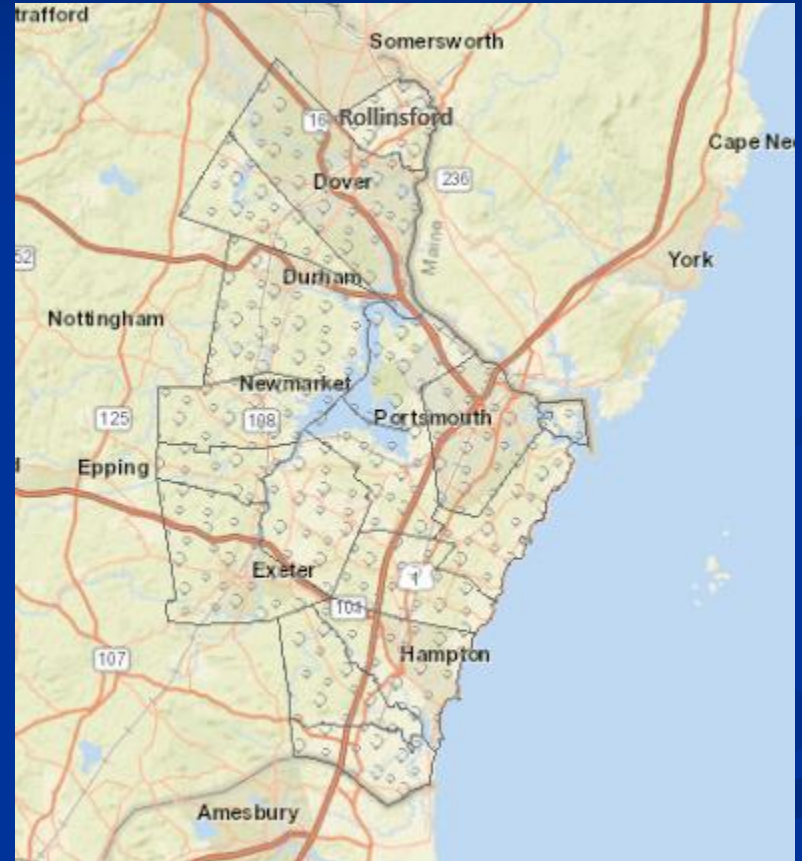 trafford
Somersworth
16
Rollinsford
Cape Ne
Dover
236
Maine
52
York
Durham
Nottingham
Newmarket
125
108
Portsmouth
Epping
Exeter
1
101
107
Hampton
Amesbury